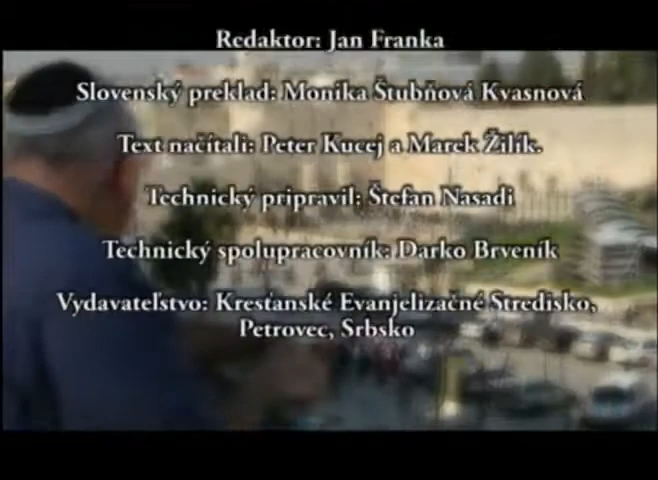 Redaktor: Jan Franka
Slovenský preklad: Monika Štubňová Kvasnová
Text načítali: Peter Kucej a Marek Žilík.
Technický pripravil: Štefan Nasadi
Technický spolupracovník: Darko Brveník
Vydavateľstvo: Kresťanské Evanjelizačné Stredisko,
Petrovec, Srbsko